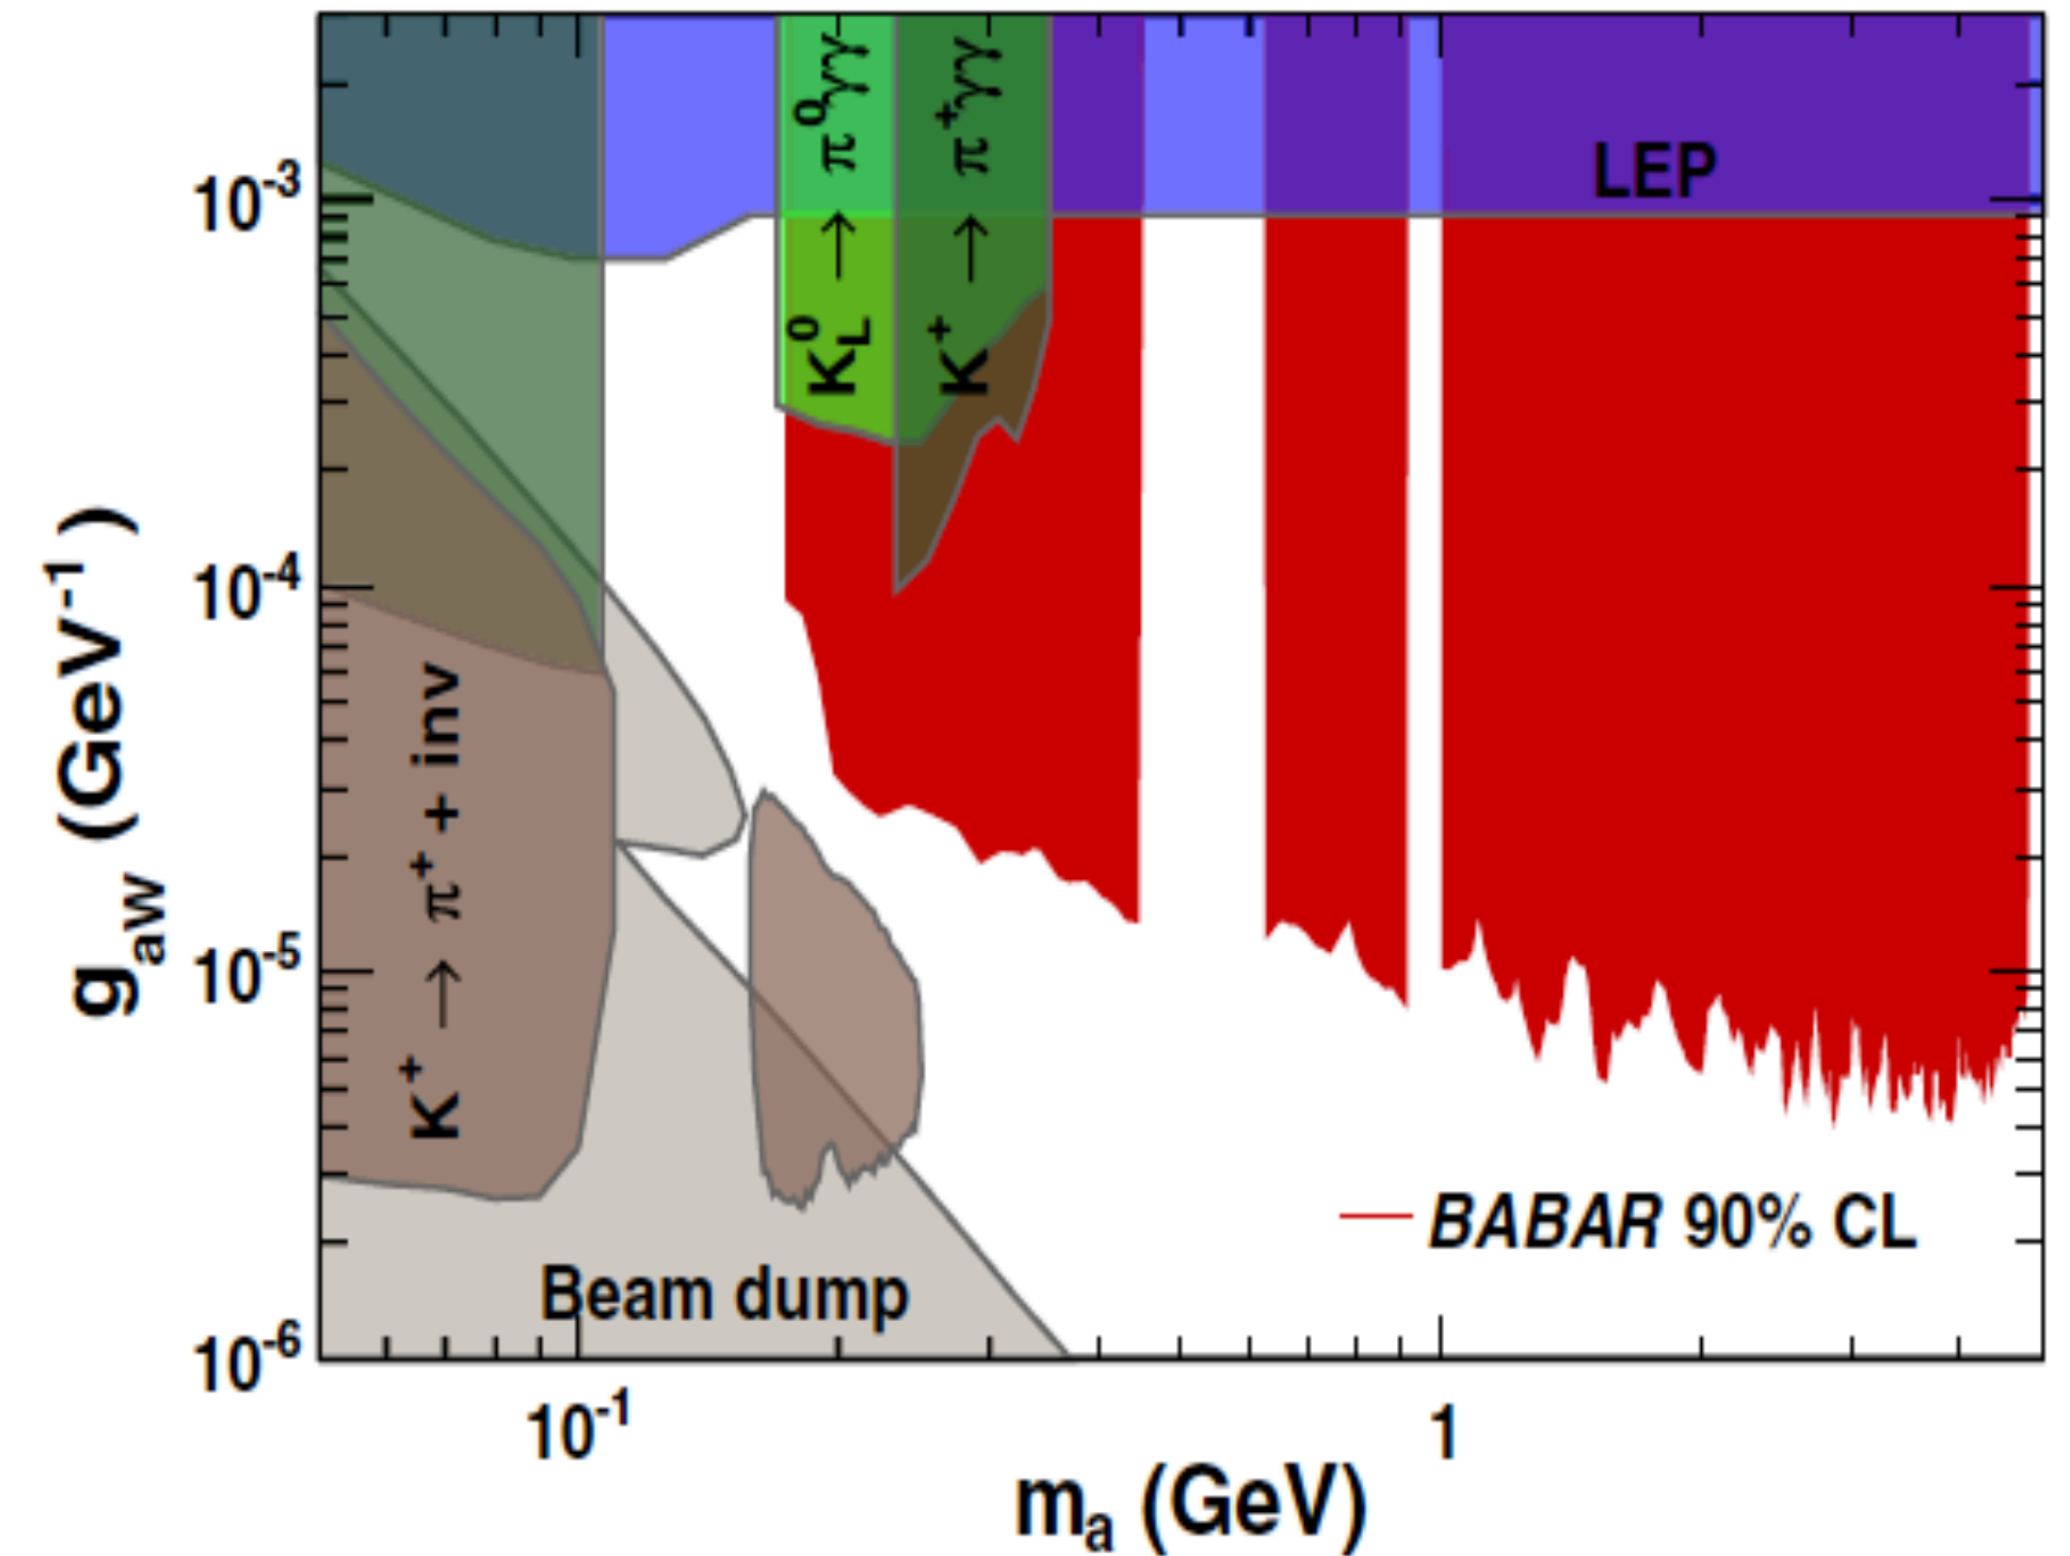 10⁻³
10⁻⁴
10⁻⁵
10⁻⁶
g_aW (GeV⁻¹)
K⁺ → π⁺ + inv
K⁰_L → π⁰γγ
K⁺ → π⁺γγ
LEP
BABAR 90% CL
Beam dump
10⁻¹
1
m_a (GeV)